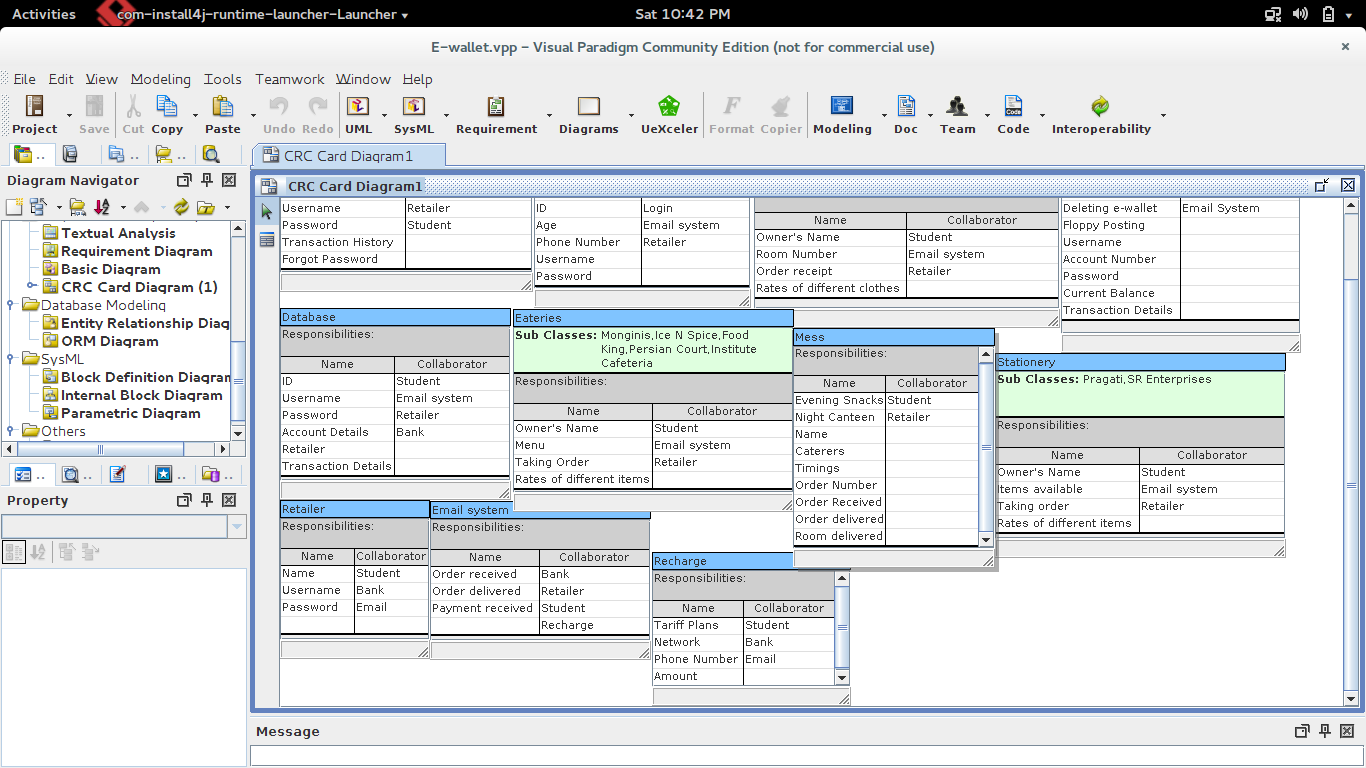 Activities com-install4j-runtime-launcher-Launcher Sat 10:42 PM
E-wallet.vpp - Visual Paradigm Community Edition (not for commercial use)
File Edit View Modeling Tools Teamwork Window Help
Project Save Cut Copy Paste Undo Redo UML SysML Requirement Diagrams UeXceler Format Copier Modeling Doc Team Code Interoperability
CRC Card Diagram1
Diagram Navigator
Textual Analysis
Requirement Diagram
Basic Diagram
CRC Card Diagram (1)
Database Modeling
Entity Relationship Diag
ORM Diagram
SysML
Block Definition Diagran
Internal Block Diagram
Parametric Diagram
Others
Property
CRC Card Diagram1
Username Retailer
Password Student
Transaction History
Forgot Password
ID Login
Age Email system
Phone Number Retailer
Username
Password
Name Collaborator
Owner's Name Student
Room Number Email system
Order receipt Retailer
Rates of different clothes
Deleting e-wallet Email System
Floppy Posting
Username
Account Number
Password
Current Balance
Transaction Details
Database
Responsibilities:
Name Collaborator
ID Student
Username Email system
Password Retailer
Account Details Bank
Retailer
Transaction Details
Eateries
Sub Classes: Monginis,Ice N Spice,Food
King,Persian Court,Institute
Cafeteria
Responsibilities:
Name Collaborator
Owner's Name Student
Menu Email system
Taking Order Retailer
Rates of different items
Mess
Responsibilities:
Name Collaborator
Evening Snacks Student
Night Canteen Retailer
Name
Caterers
Timings
Order Number
Order Received
Order delivered
Room delivered
Stationery
Sub Classes: Pragati,SR Enterprises
Responsibilities:
Name Collaborator
Owner's Name Student
Items available Email system
Taking order Retailer
Rates of different items
Retailer
Responsibilities:
Name Collaborator
Name Student
Username Bank
Password Email
Email system
Responsibilities:
Name Collaborator
Order received Bank
Order delivered Retailer
Payment received Student
Recharge
Recharge
Responsibilities:
Name Collaborator
Tariff Plans Student
Network Bank
Phone Number Email
Amount
Message